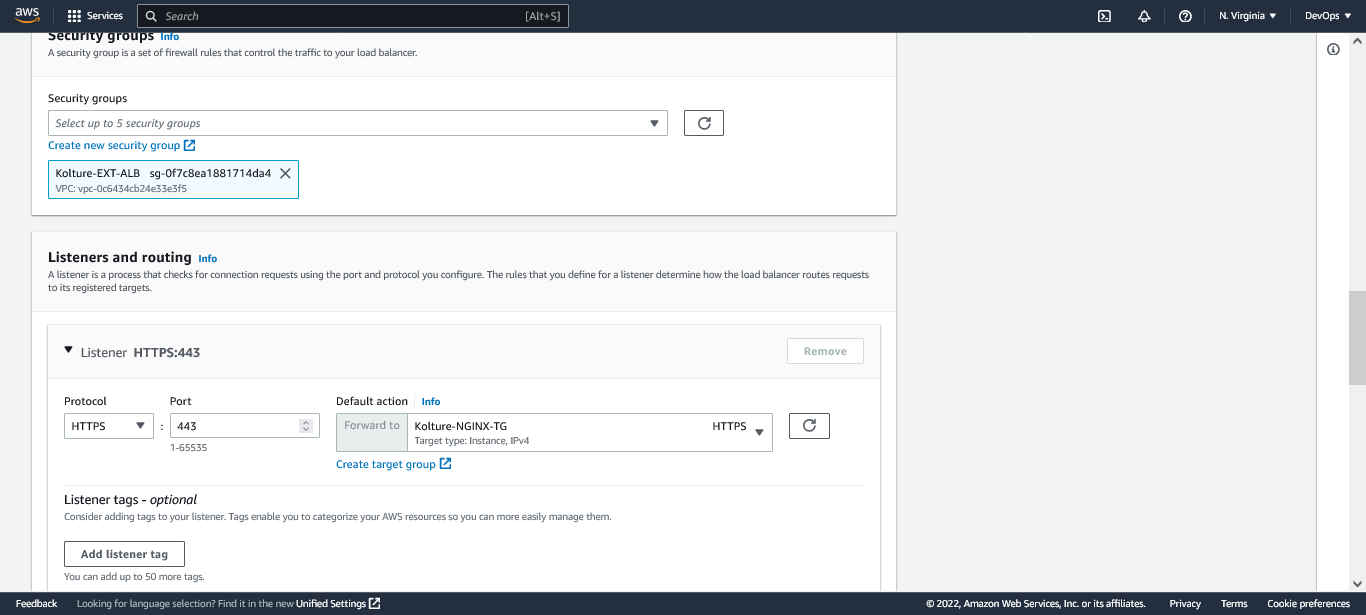 aws
Services
Search
[Alt+S]
N. Virginia
DevOps
Security groups Info
A security group is a set of firewall rules that control the traffic to your load balancer.
Security groups
Select up to 5 security groups
Create new security group
Kolture-EXT-ALB sg-0f7c8ea1881714da4
VPC: vpc-0c6434cb24e33e3f5
Listeners and routing Info
A listener is a process that checks for connection requests using the port and protocol you configure. The rules that you define for a listener determine how the load balancer routes requests
to its registered targets.
Listener HTTPS:443
Remove
Protocol
Port
Default action
Info
HTTPS
:
443
Forward to
Kolture-NGINX-TG
HTTPS
Target type: Instance, IPv4
1-65535
Create target group
Listener tags - optional
Consider adding tags to your listener. Tags enable you to categorize your AWS resources so you can more easily manage them.
Add listener tag
You can add up to 50 more tags.
Feedback
Looking for language selection? Find it in the new Unified Settings
© 2022, Amazon Web Services, Inc. or its affiliates.
Privacy
Terms
Cookie preferences